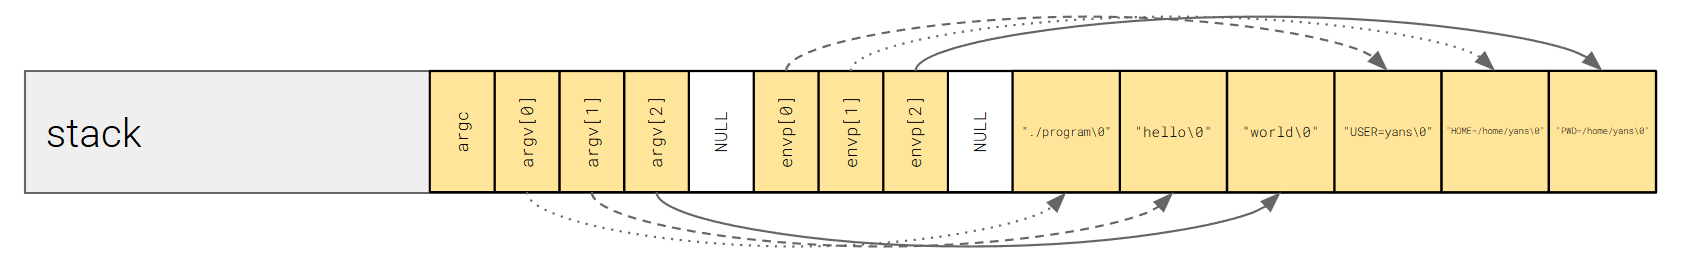 stack
argc
argv[0]
argv[1]
argv[2]
NULL
envp[0]
envp[1]
envp[2]
NULL
"./program\0"
"hello\0"
"world\0"
"USER=yans\0"
"HOME=/home/yans\0"
"PWD=/home/yans\0"